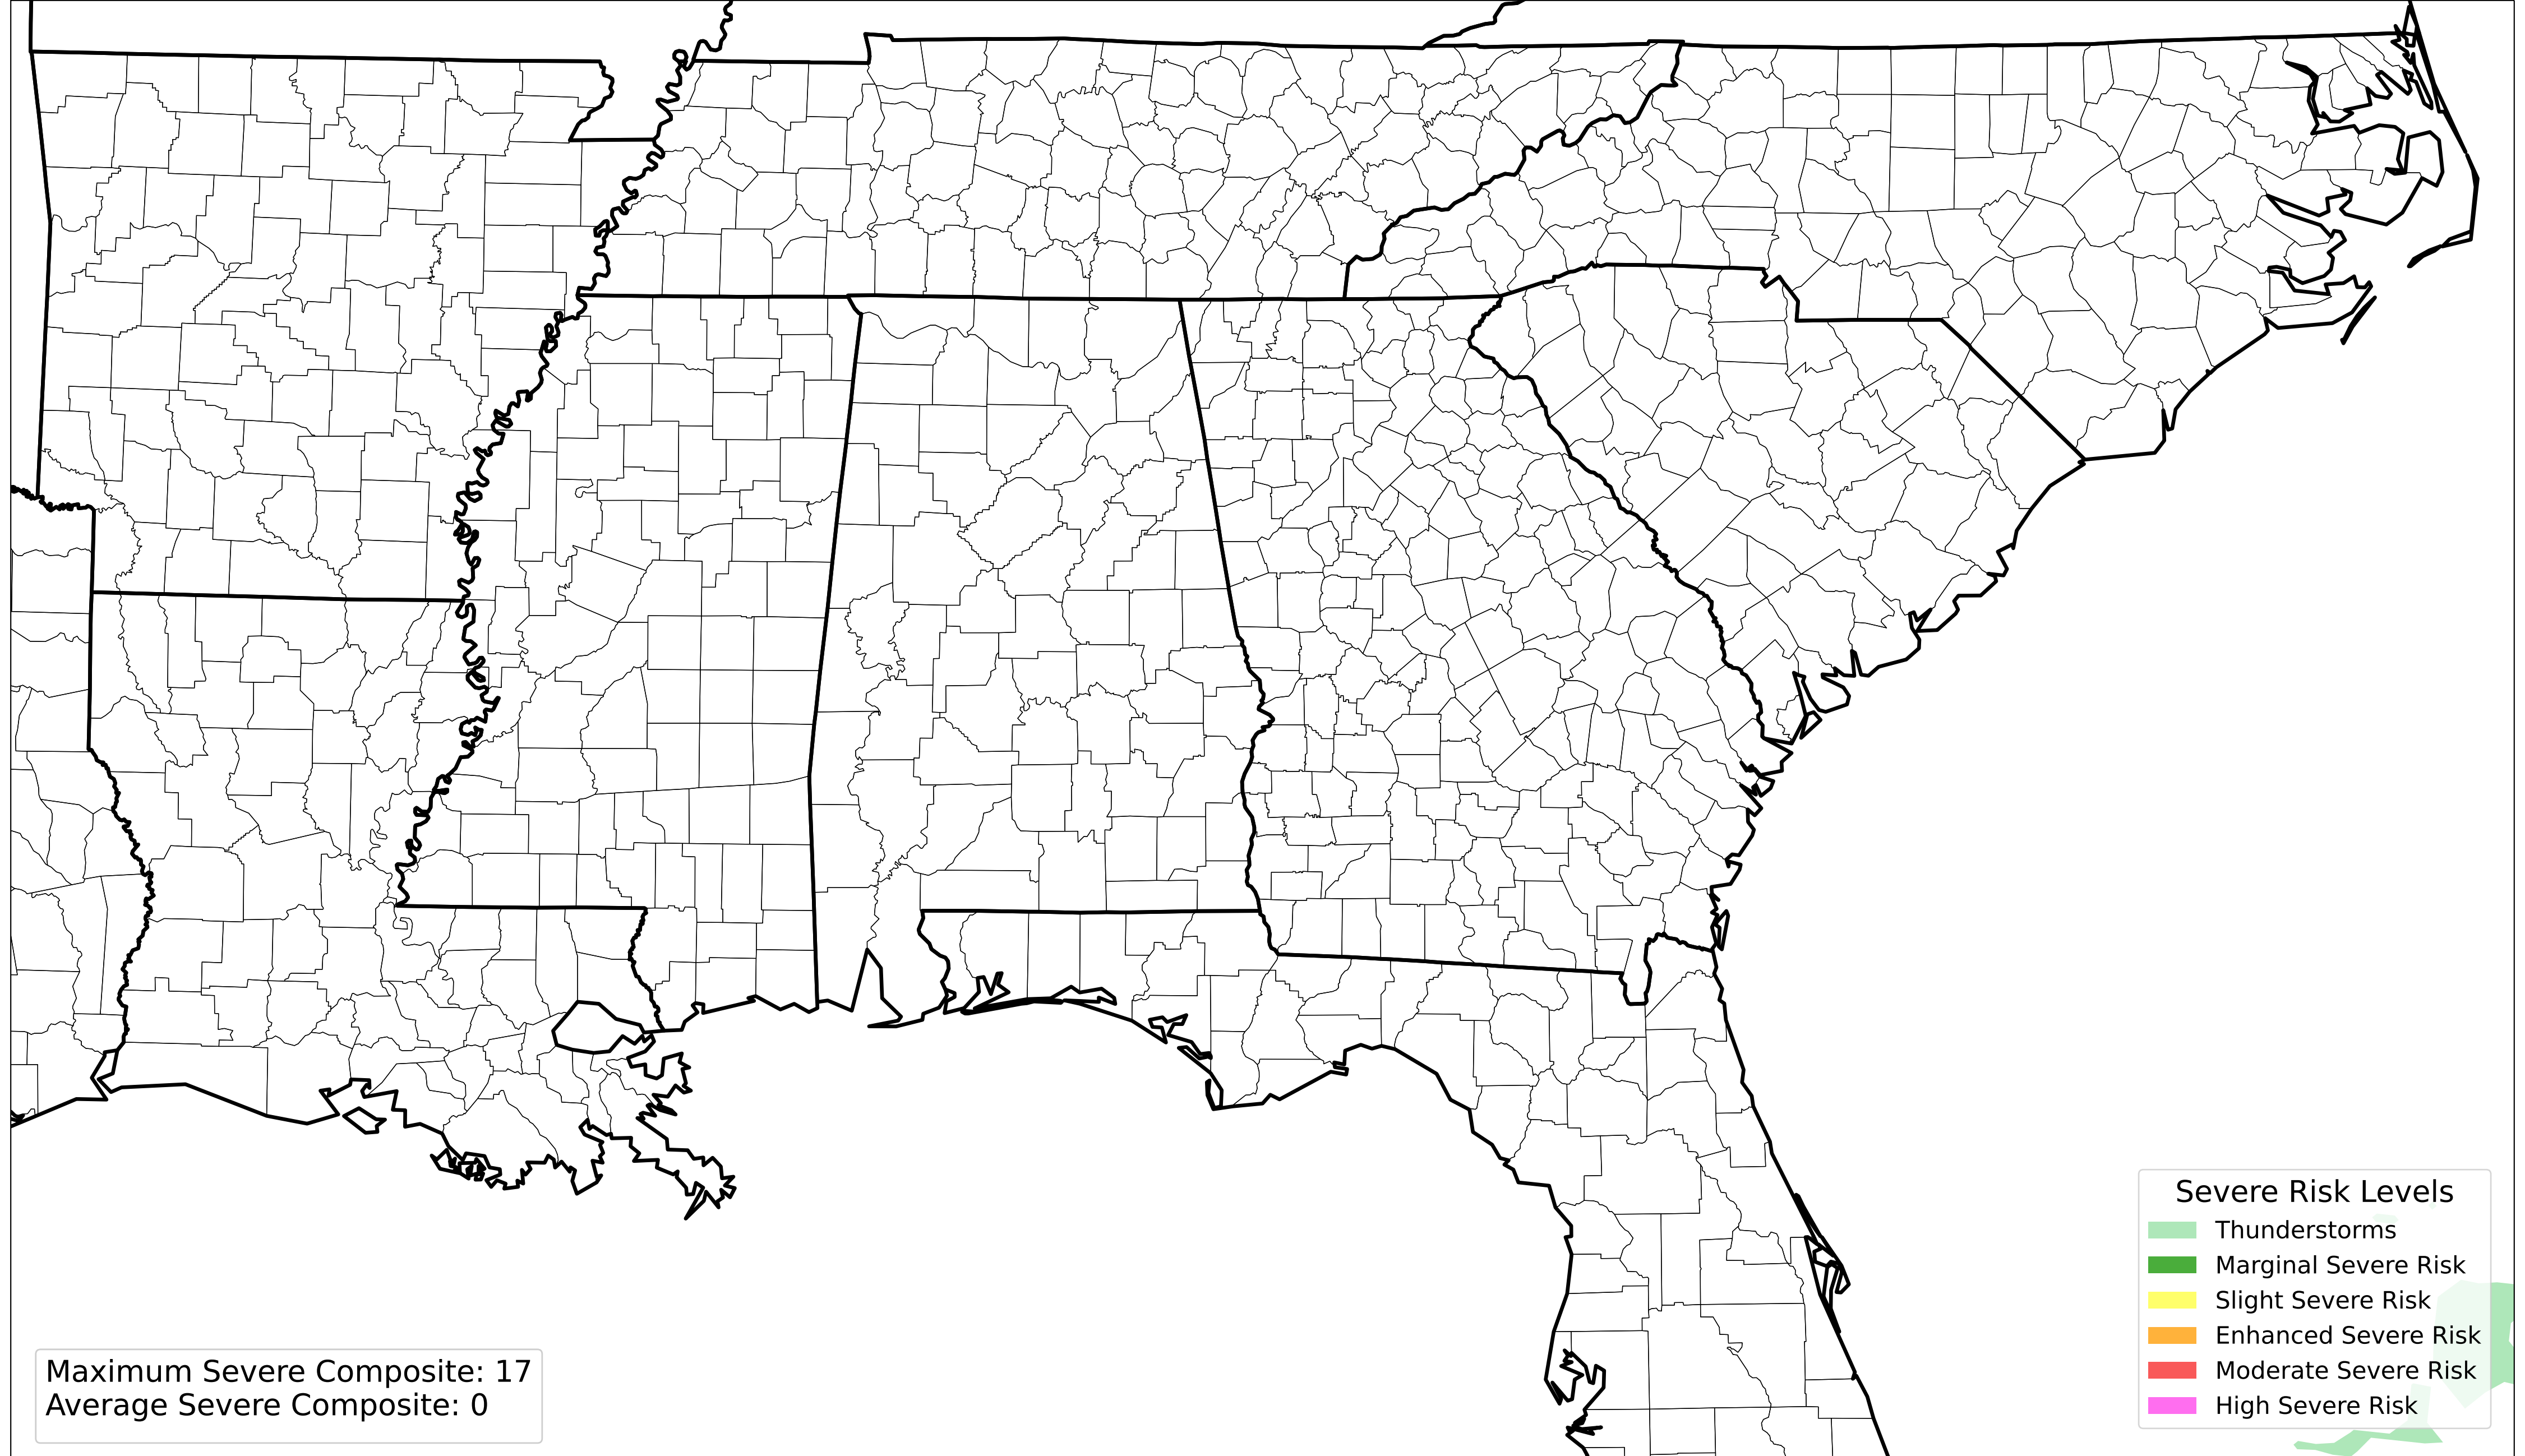 Severe Risk Levels
Thunderstorms
Marginal Severe Risk
Slight Severe Risk
Enhanced Severe Risk
Moderate Severe Risk
High Severe Risk
Maximum Severe Composite: 17
Average Severe Composite: 0